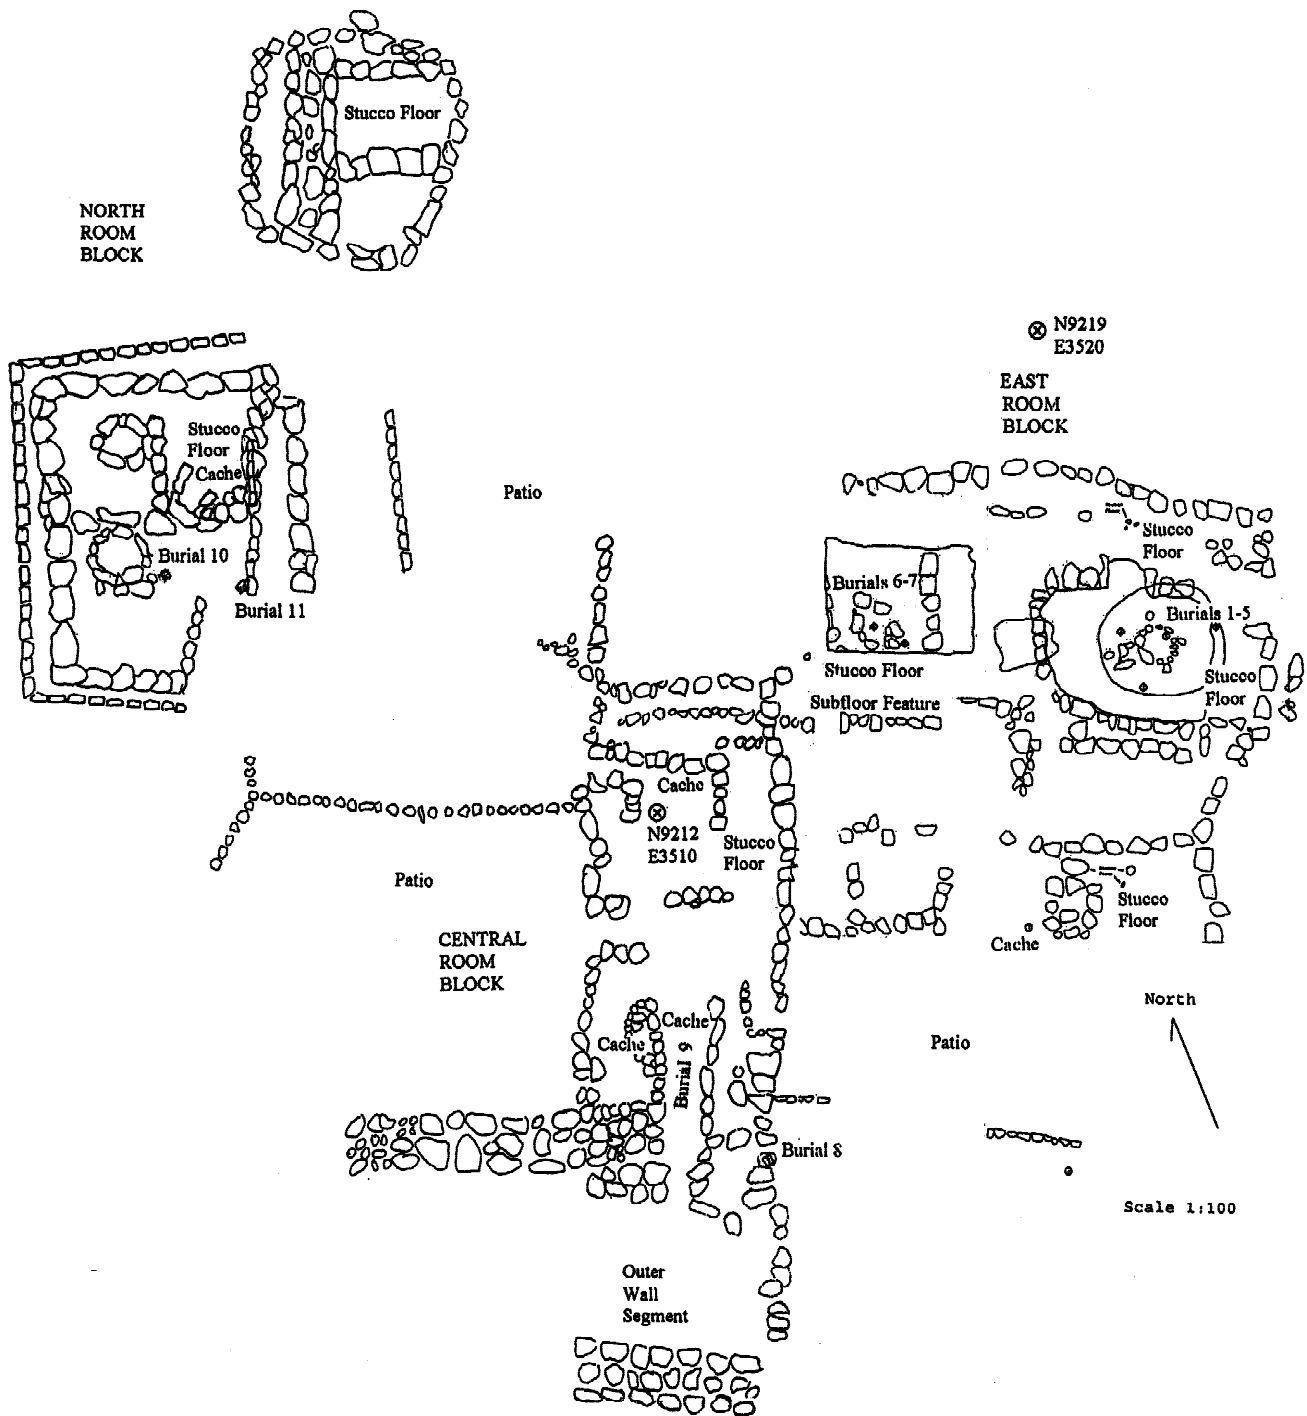 Stucco Floor
NORTH
ROOM
BLOCK
N9219
E3520
EAST
ROOM
BLOCK
Stucco
Floor
Cache
Patio
Stucco
Floor
Burial 10
Burial 11
Burials 6-7
Burials 1-5
Stucco Floor
Stucco
Floor
Subfloor Feature
Cache
N9212
E3510
Stucco
Floor
Patio
Stucco
Floor
CENTRAL
ROOM
BLOCK
Cache
North
Cache
Cache
Burial 9
Patio
Burial 8
Scale 1:100
Outer
Wall
Segment